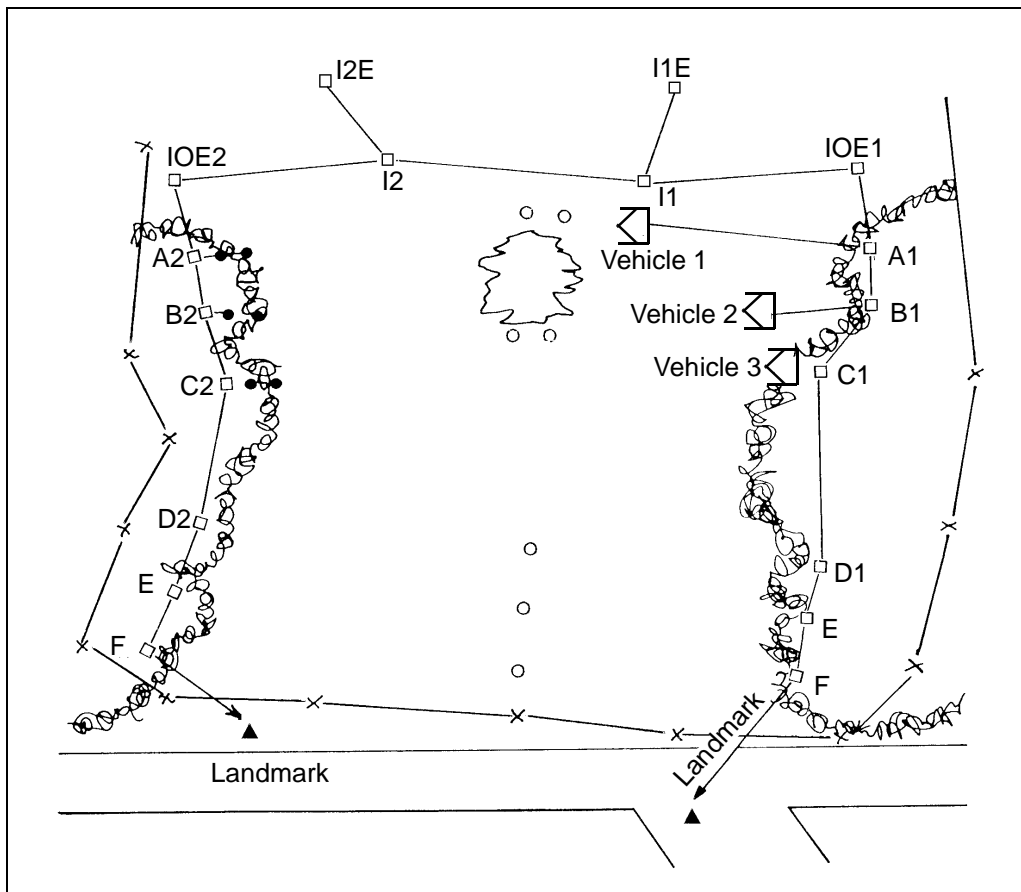 I2E
I1E
IOE2
IOE1
I2
I1
A2
A1
Vehicle 1
B2
Vehicle 2
B1
Vehicle 3
C2
C1
D2
D1
E
E
F
F
Landmark
Landmark